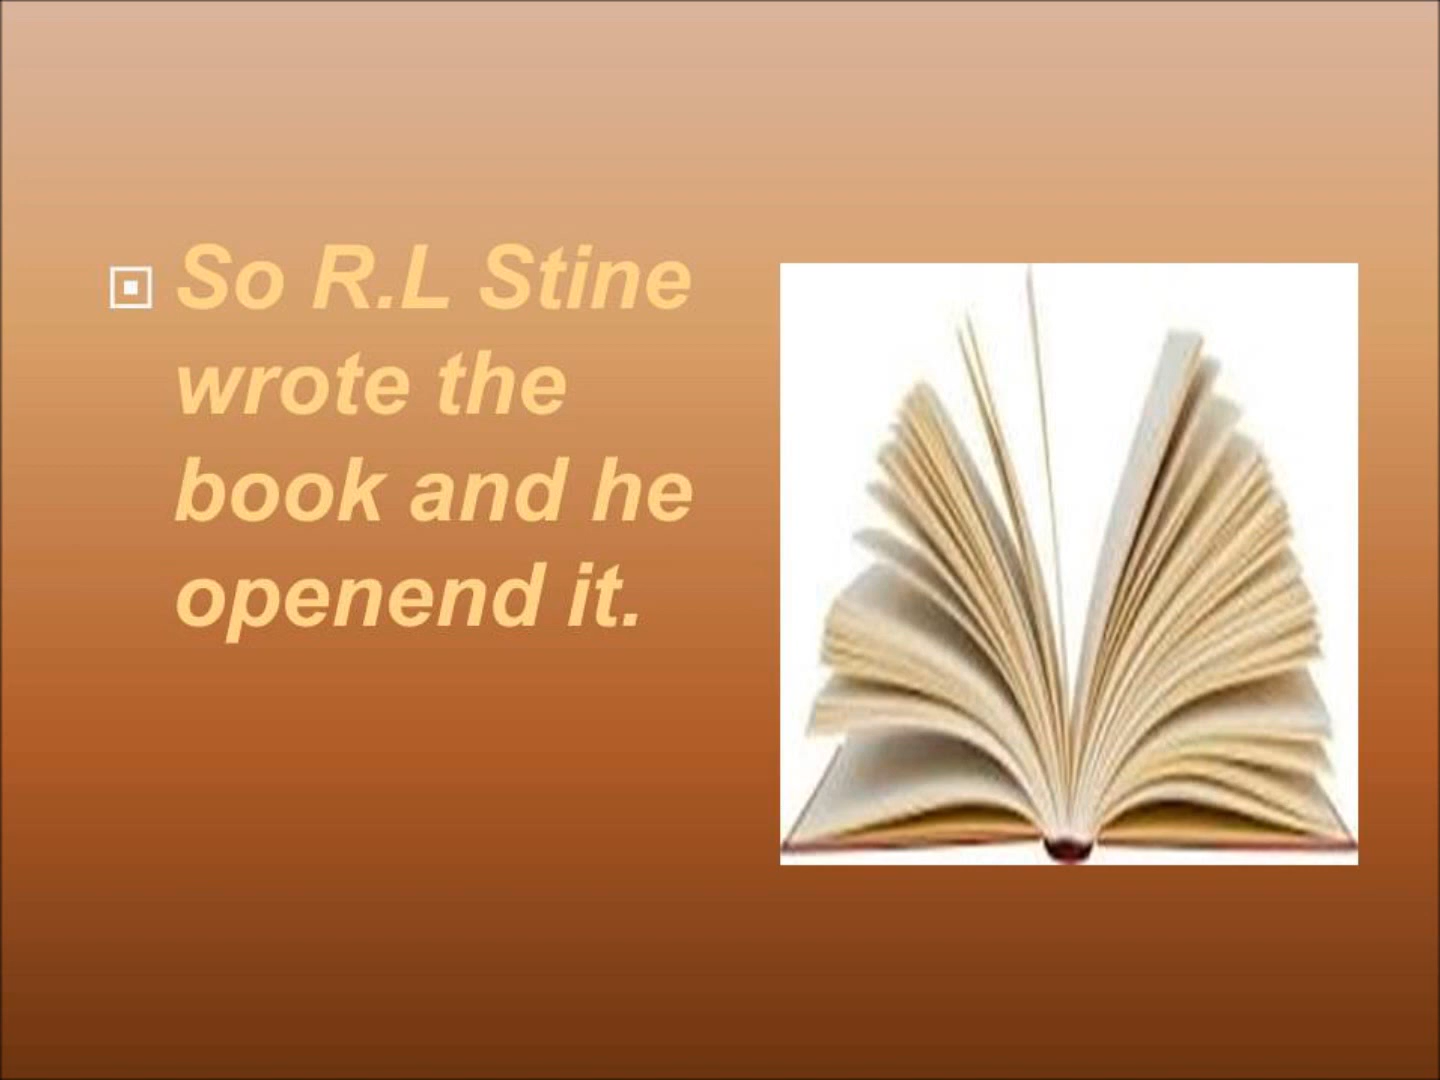 So R.L Stine
wrote the
book and he
openend it.